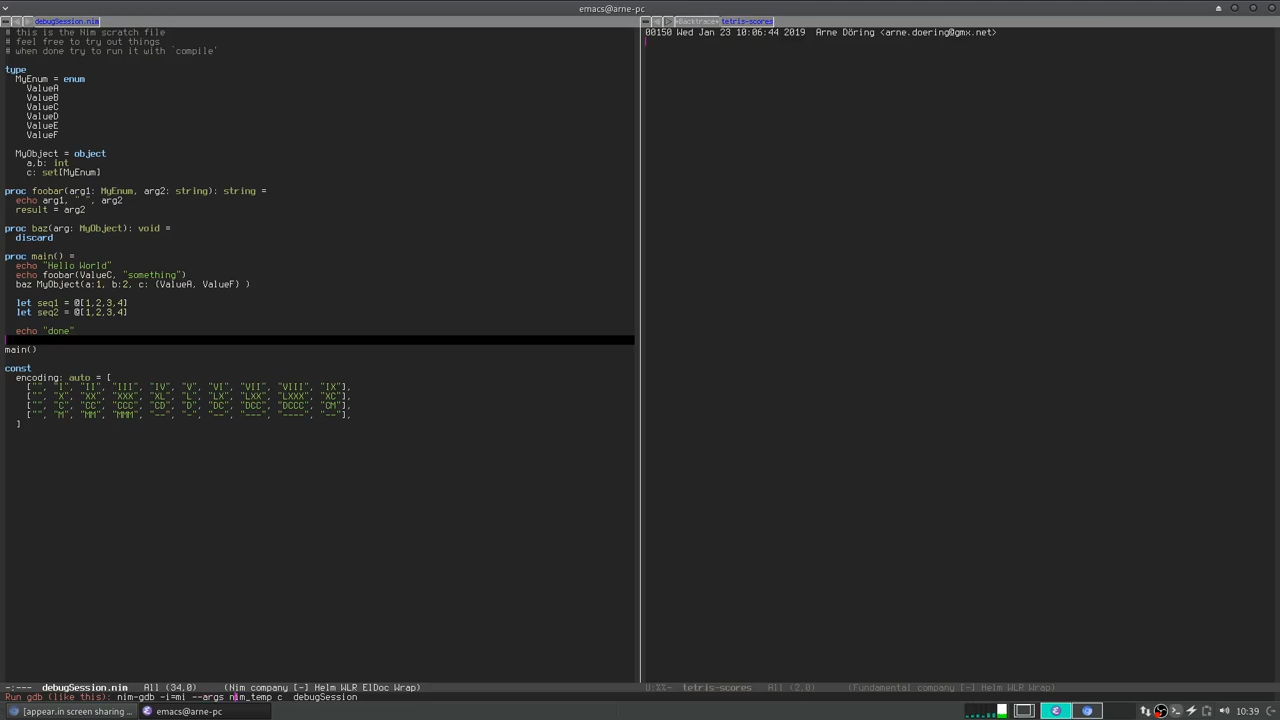 emacs@arne-pc
debugSession.nim
# this is the Nim scratch file
# feel free to try out things
# when done try to run it with `compile'
type
  MyEnum = enum
    ValueA
    ValueB
    ValueC
    ValueD
    ValueE
    ValueF
  MyObject = object
    a,b: int
    c: set[MyEnum]
proc foobar(arg1: MyEnum, arg2: string): string =
  echo arg1, " ", arg2
  result = arg2
proc baz(arg: MyObject): void =
  discard
proc main() =
  echo "Hello World"
  echo foobar(ValueC, "something")
  baz MyObject(a:1, b:2, c: {ValueA, ValueF} )
  let seq1 = @[1,2,3,4]
  let seq2 = @[1,2,3,4]
  echo "done"
main()
const
  encoding: auto = [
    ["", "I", "II", "III", "IV", "V", "VI", "VII", "VIII", "IX"],
    ["", "X", "XX", "XXX", "XL", "L", "LX", "LXX", "LXXX", "XC"],
    ["", "C", "CC", "CCC", "CD", "D", "DC", "DCC", "DCCC", "CM"],
    ["", "M", "MM", "MMM", "--", "-", "--", "---", "----", "--"],
  ]
-:---- debugSession.nim All (34,0) (Nim company [-] Helm WLR ElDoc Wrap)
*Backtrace* tetris-scores
00150 Wed Jan 23 10:06:44 2019 Arne Döring <arne.doering@gmx.net>
U:%%- tetris-scores All (2,0) (Fundamental company [-] Helm WLR Wrap)
Run gdb (like this): nim-gdb -i=mi --args nim_temp c debugSession
[appear.in screen sharing ...
emacs@arne-pc
10:39